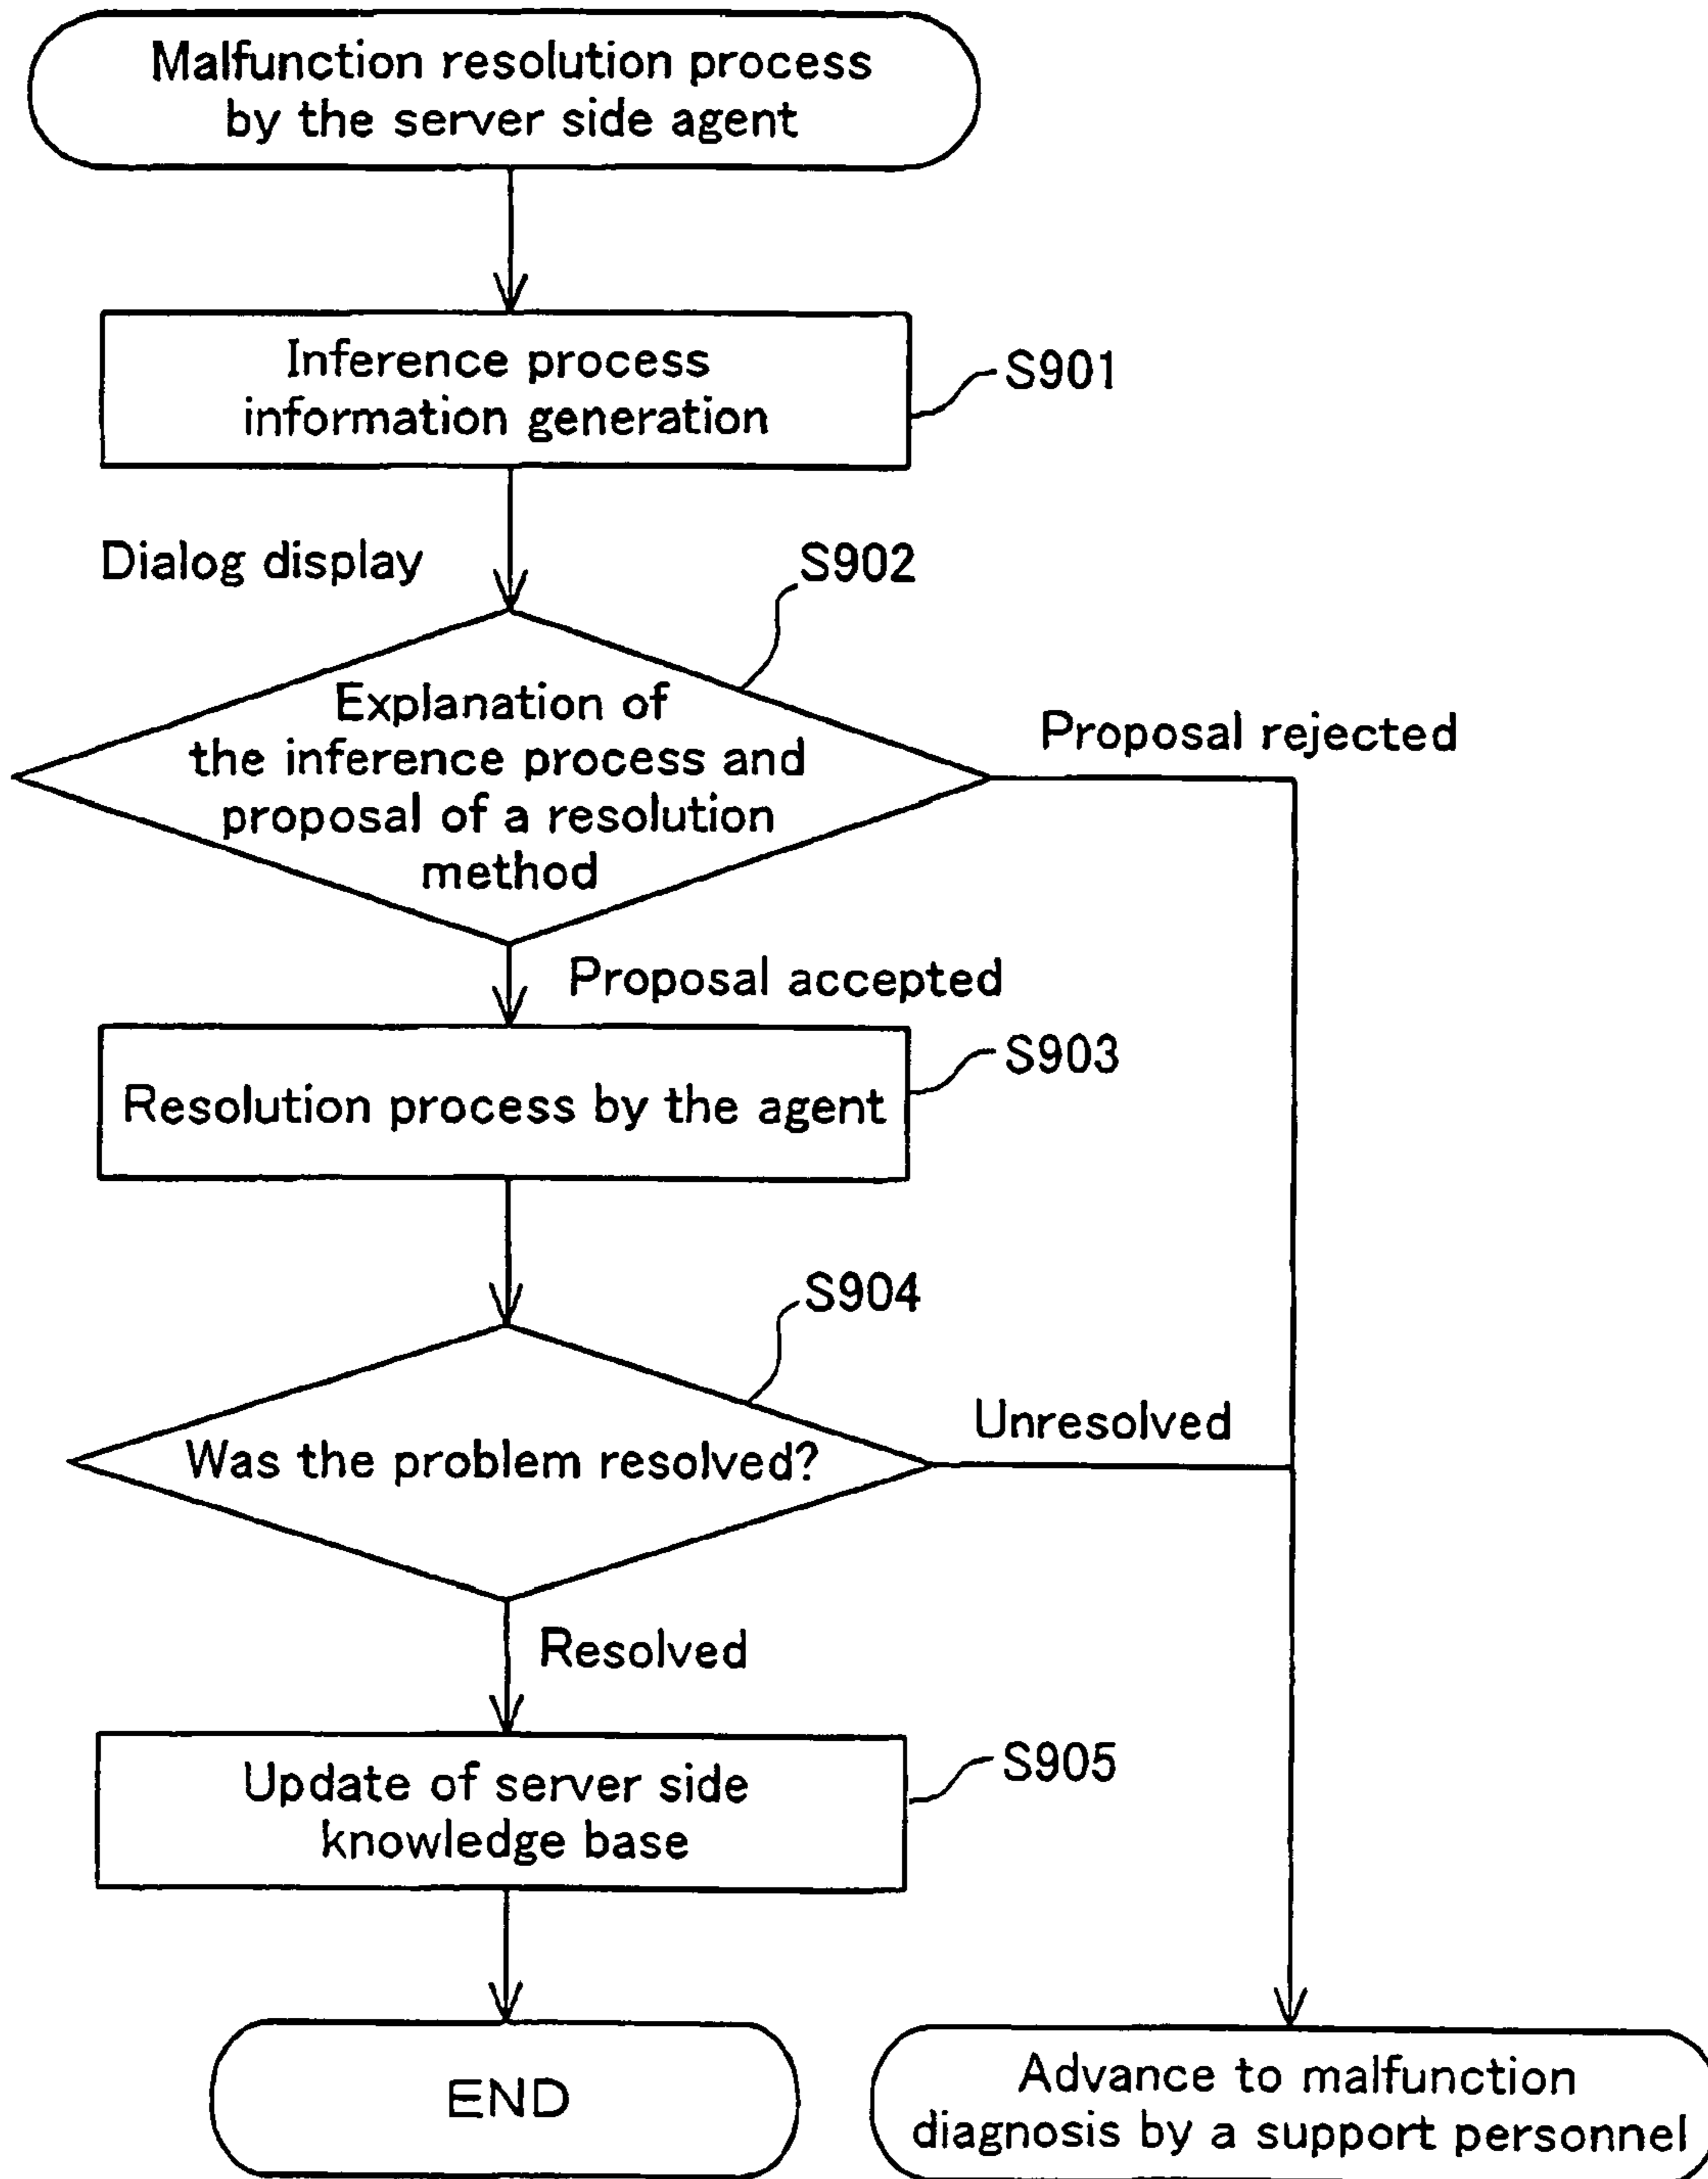 Malfunction resolution process
by the server side agent
Inference process
information generation
S901
Dialog display
S902
Explanation of
the inference process and
proposal of a resolution
method
Proposal rejected
Proposal accepted
S903
Resolution process by the agent
S904
Was the problem resolved?
Unresolved
Resolved
Update of server side
knowledge base
S905
END
Advance to malfunction
diagnosis by a support personnel